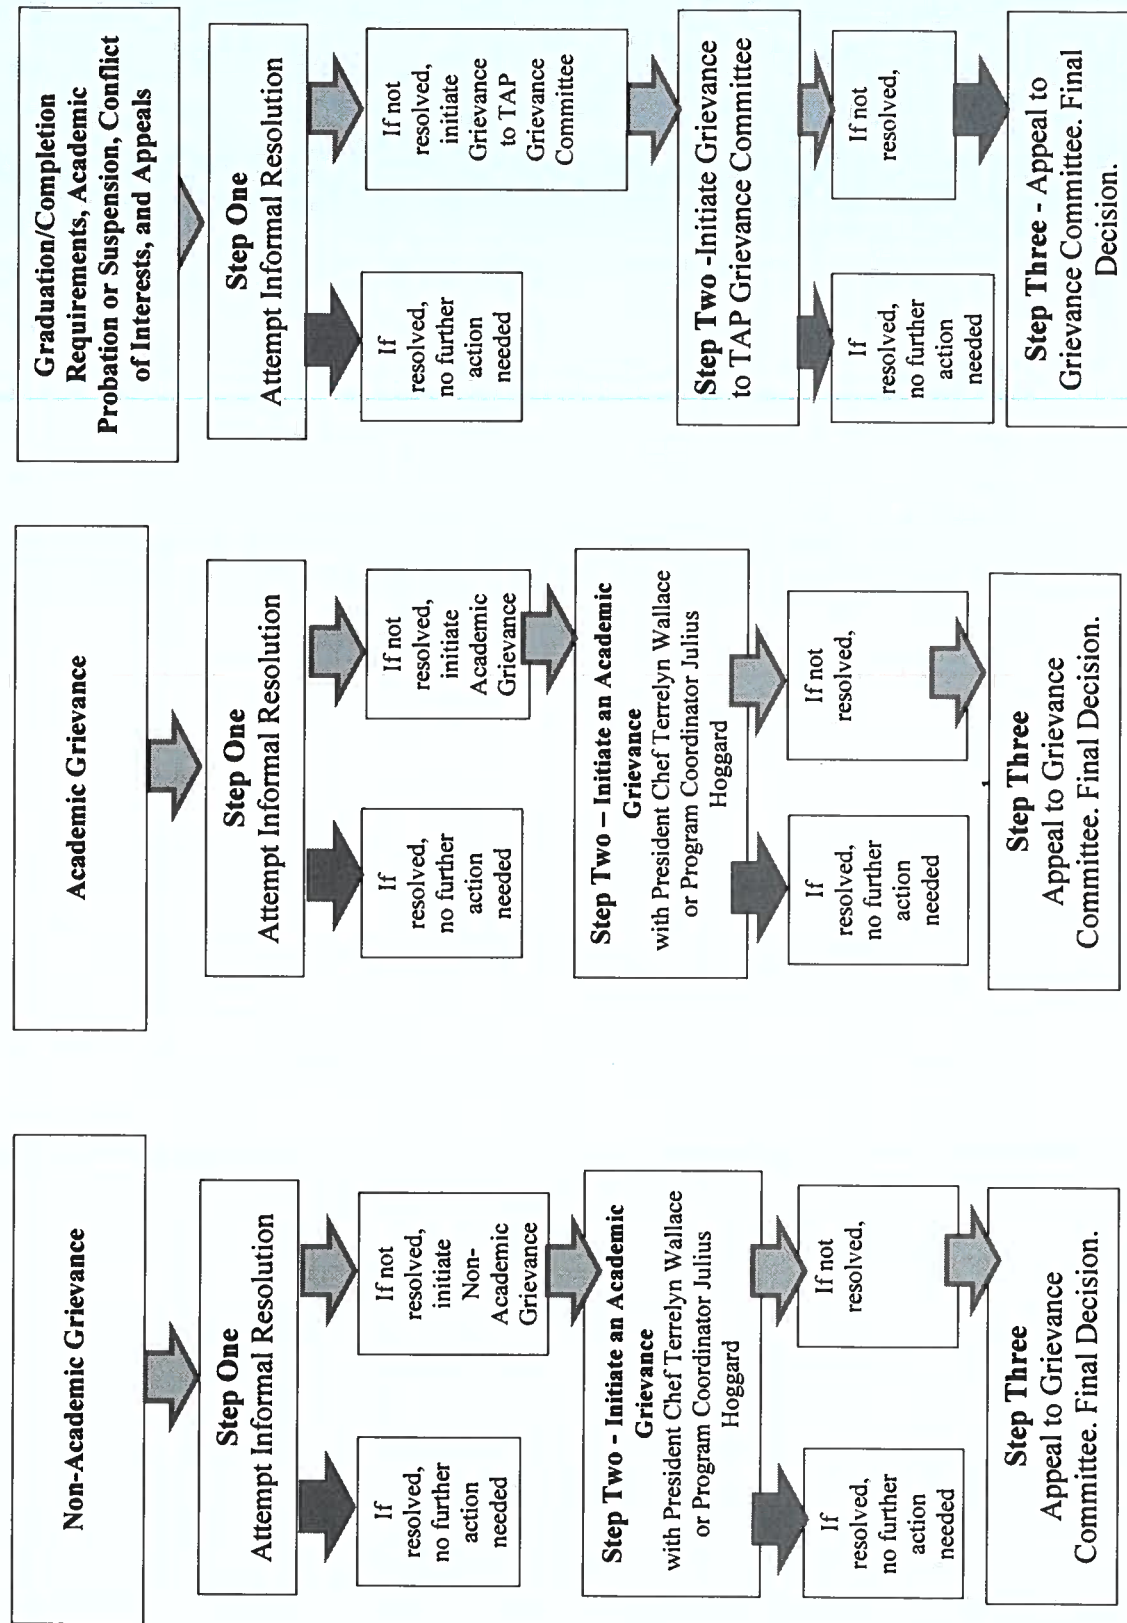 Non-Academic Grievance
Step One
Attempt Informal Resolution
If
resolved,
no further
action
needed
If not
resolved,
initiate
Non-
Academic
Grievance
Step Two - Initiate an Academic
Grievance
with President Chef Terrelyn Wallace
or Program Coordinator Julius
Hoggard
If
resolved,
no further
action
needed
If not
resolved,
Step Three
Appeal to Grievance
Committee. Final Decision.
Academic Grievance
Step One
Attempt Informal Resolution
If
resolved,
no further
action
needed
If not
resolved,
initiate
Academic
Grievance
Step Two – Initiate an Academic
Grievance
with President Chef Terrelyn Wallace
or Program Coordinator Julius
Hoggard
If
resolved,
no further
action
needed
If not
resolved,
Step Three
Appeal to Grievance
Committee. Final Decision.
Graduation/Completion
Requirements, Academic
Probation or Suspension, Conflict
of Interests, and Appeals
Step One
Attempt Informal Resolution
If
resolved,
no further
action
needed
If not
resolved,
initiate
Grievance
to TAP
Grievance
Committee
Step Two -Initiate Grievance
to TAP Grievance Committee
If
resolved,
no further
action
needed
If not
resolved,
Step Three - Appeal to
Grievance Committee. Final
Decision.